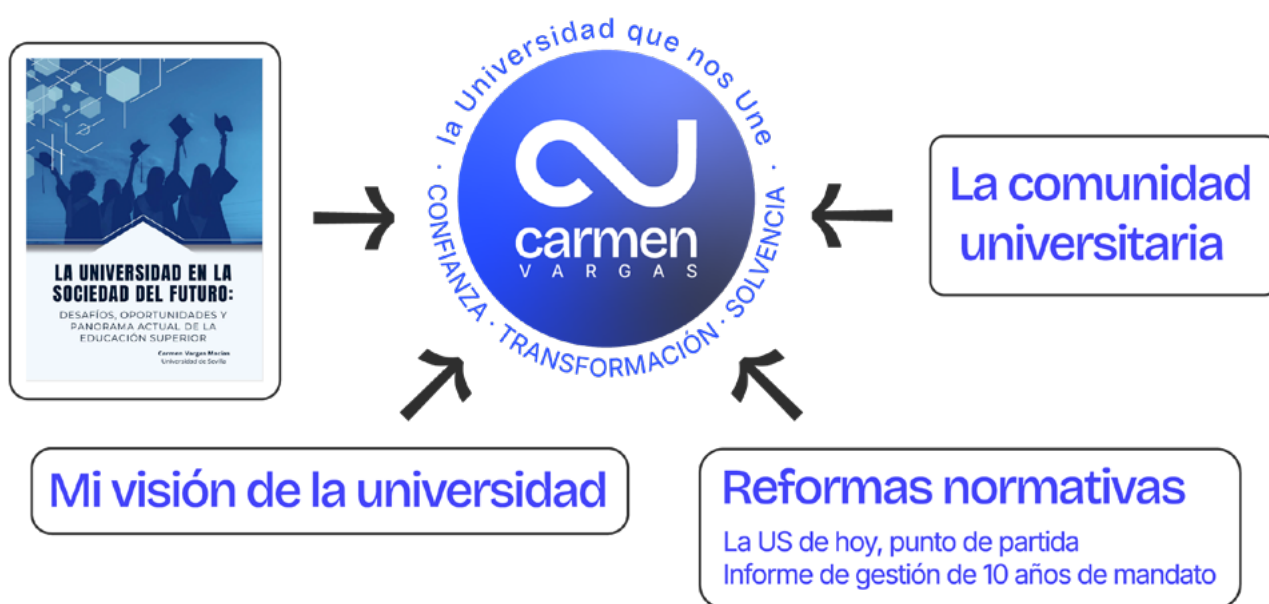 LA UNIVERSIDAD EN LA
SOCIEDAD DEL FUTURO:
DESAFÍOS, OPORTUNIDADES Y
PANORAMA ACTUAL DE LA
EDUCACIÓN SUPERIOR
Carmen Vargas Macías
Universidad de Sevilla
· la Universidad que nos Une ·
carmen
VARGAS
CONFIANZA · TRANSFORMACIÓN · SOLVENCIA
La comunidad
universitaria
Mi visión de la universidad
Reformas normativas
La US de hoy, punto de partida
Informe de gestión de 10 años de mandato